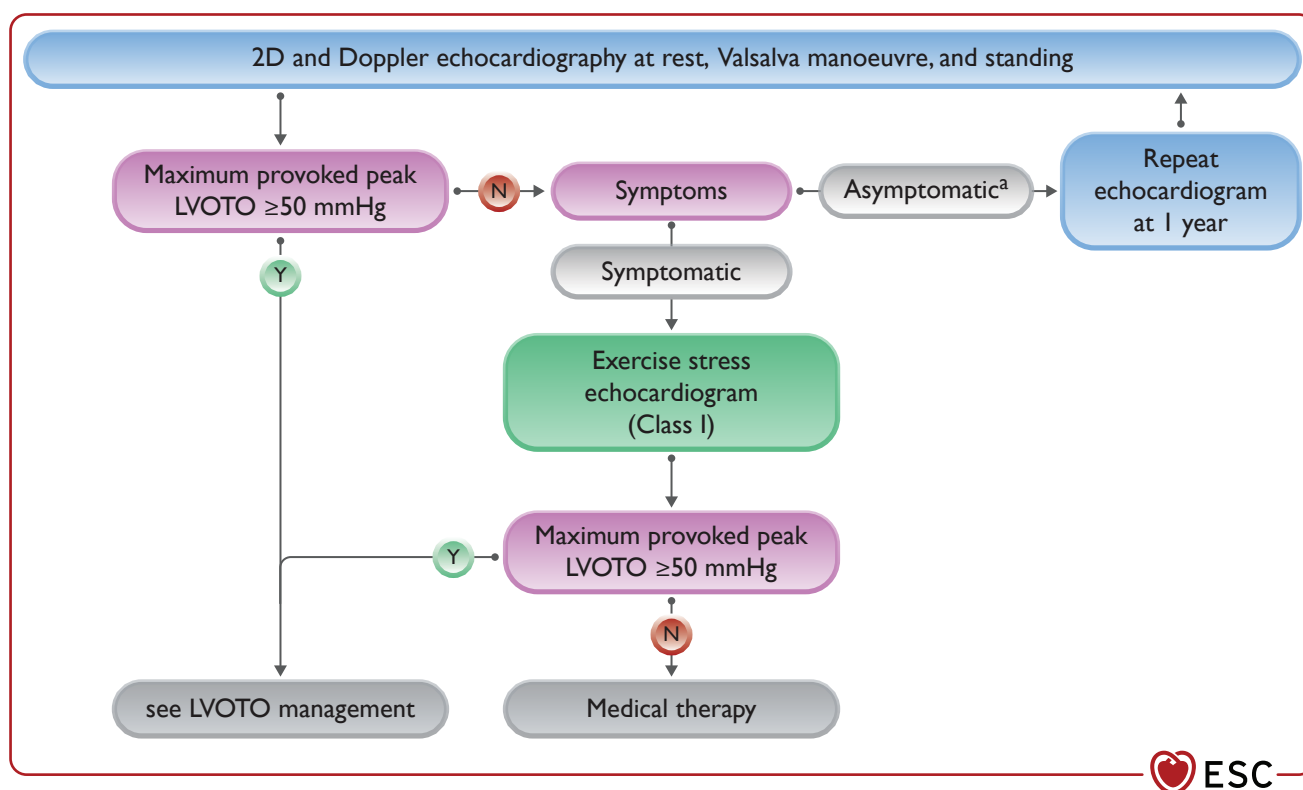 2D and Doppler echocardiography at rest, Valsalva manoeuvre, and standing
Maximum provoked peak
LVOTO ≥50 mmHg
N
Symptoms
Asymptomaticᵃ
Repeat
echocardiogram
at 1 year
Y
Symptomatic
Exercise stress
echocardiogram
(Class I)
Maximum provoked peak
LVOTO ≥50 mmHg
Y
N
see LVOTO management
Medical therapy
ESC